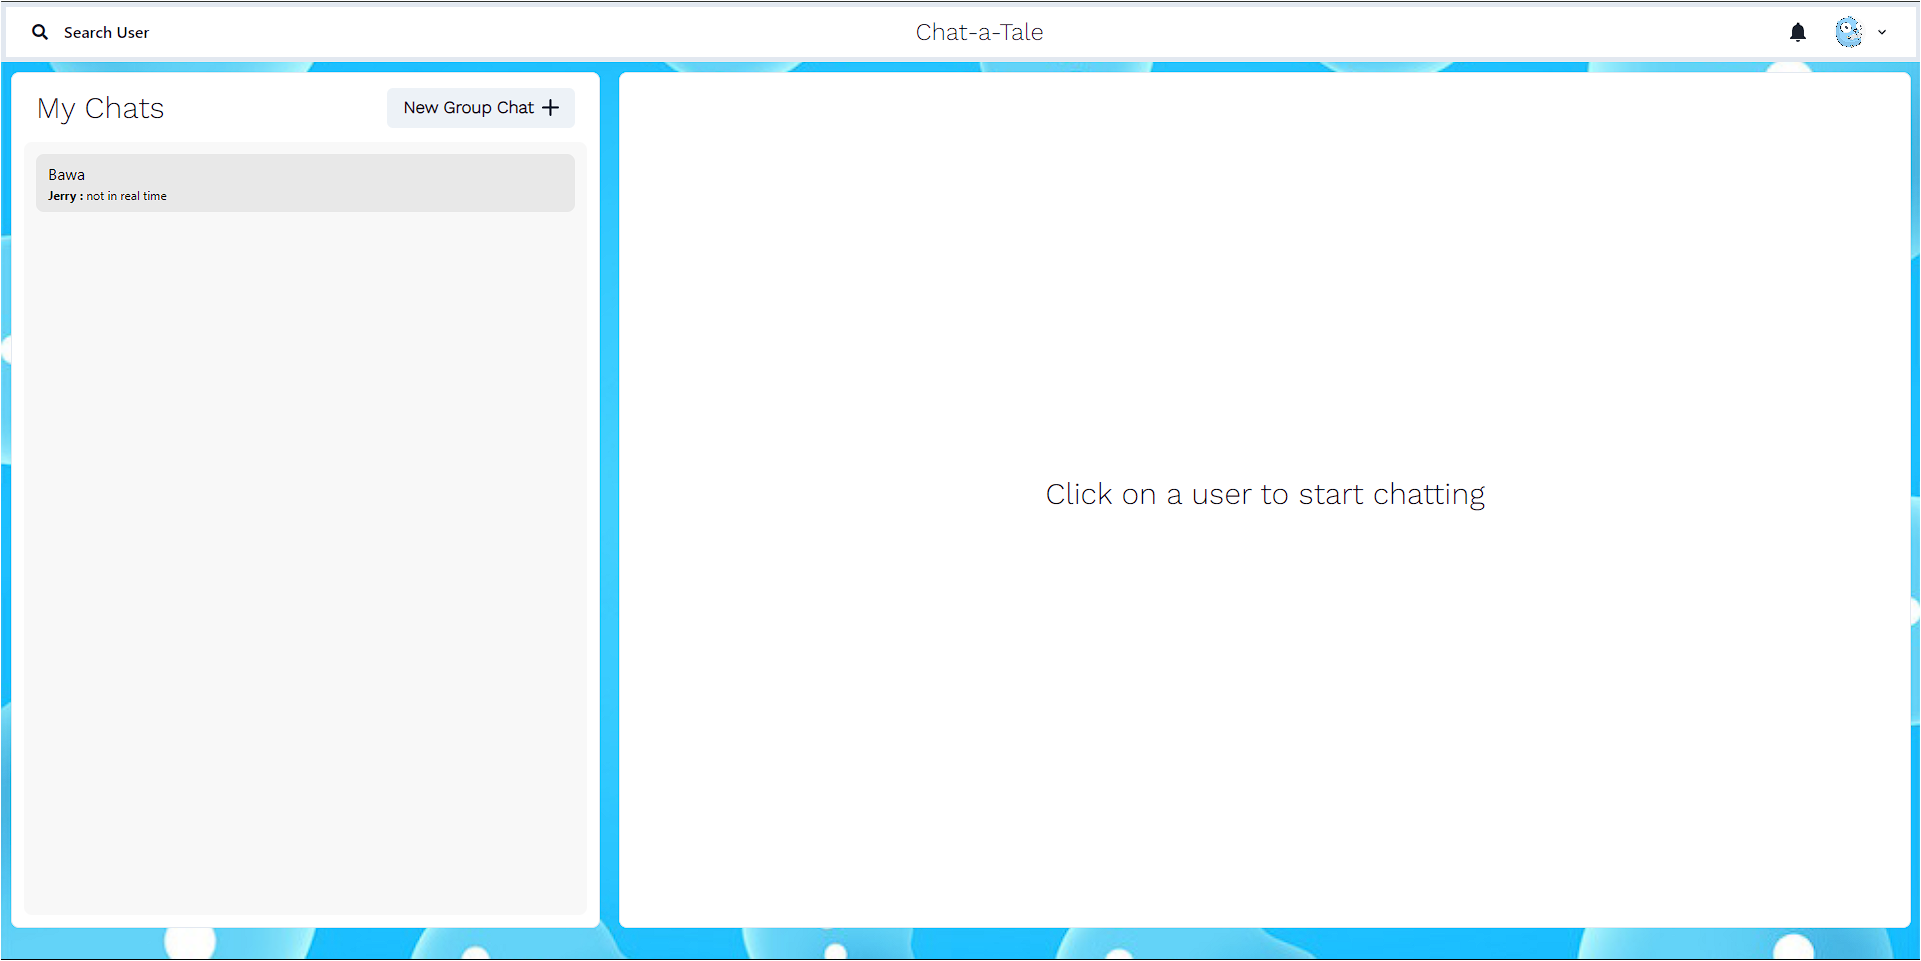 Search User
Chat-a-Tale
My Chats
New Group Chat
Bawa
Jerry : not in real time
Click on a user to start chatting